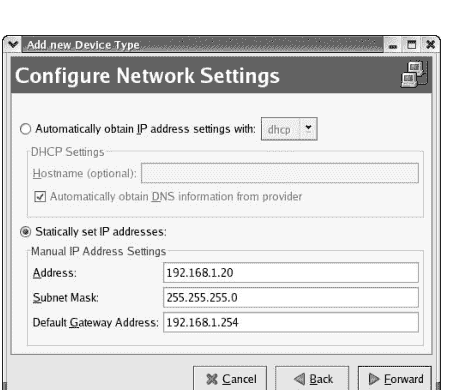 Add new Device Type
Configure Network Settings
Automatically obtain IP address settings with: dhcp
DHCP Settings
Hostname (optional):
Automatically obtain DNS information from provider
Statically set IP addresses:
Manual IP Address Settings
Address: 192.168.1.20
Subnet Mask: 255.255.255.0
Default Gateway Address: 192.168.1.254
Cancel Back Forward